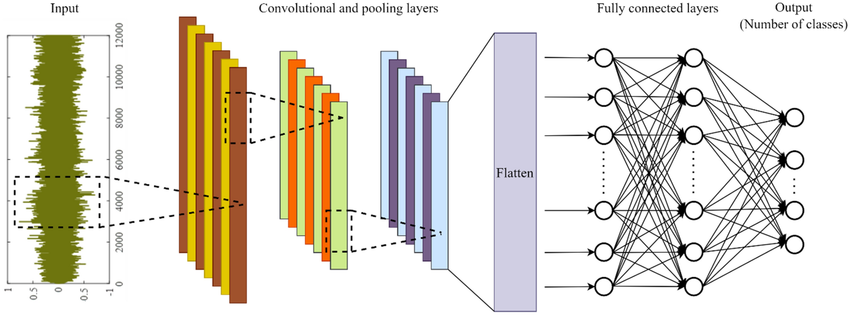 Input
Convolutional and pooling layers
Fully connected layers
Output
(Number of classes)
12000
10000
8000
6000
4000
2000
0
1
0.5
0
-0.5
-1
Flatten